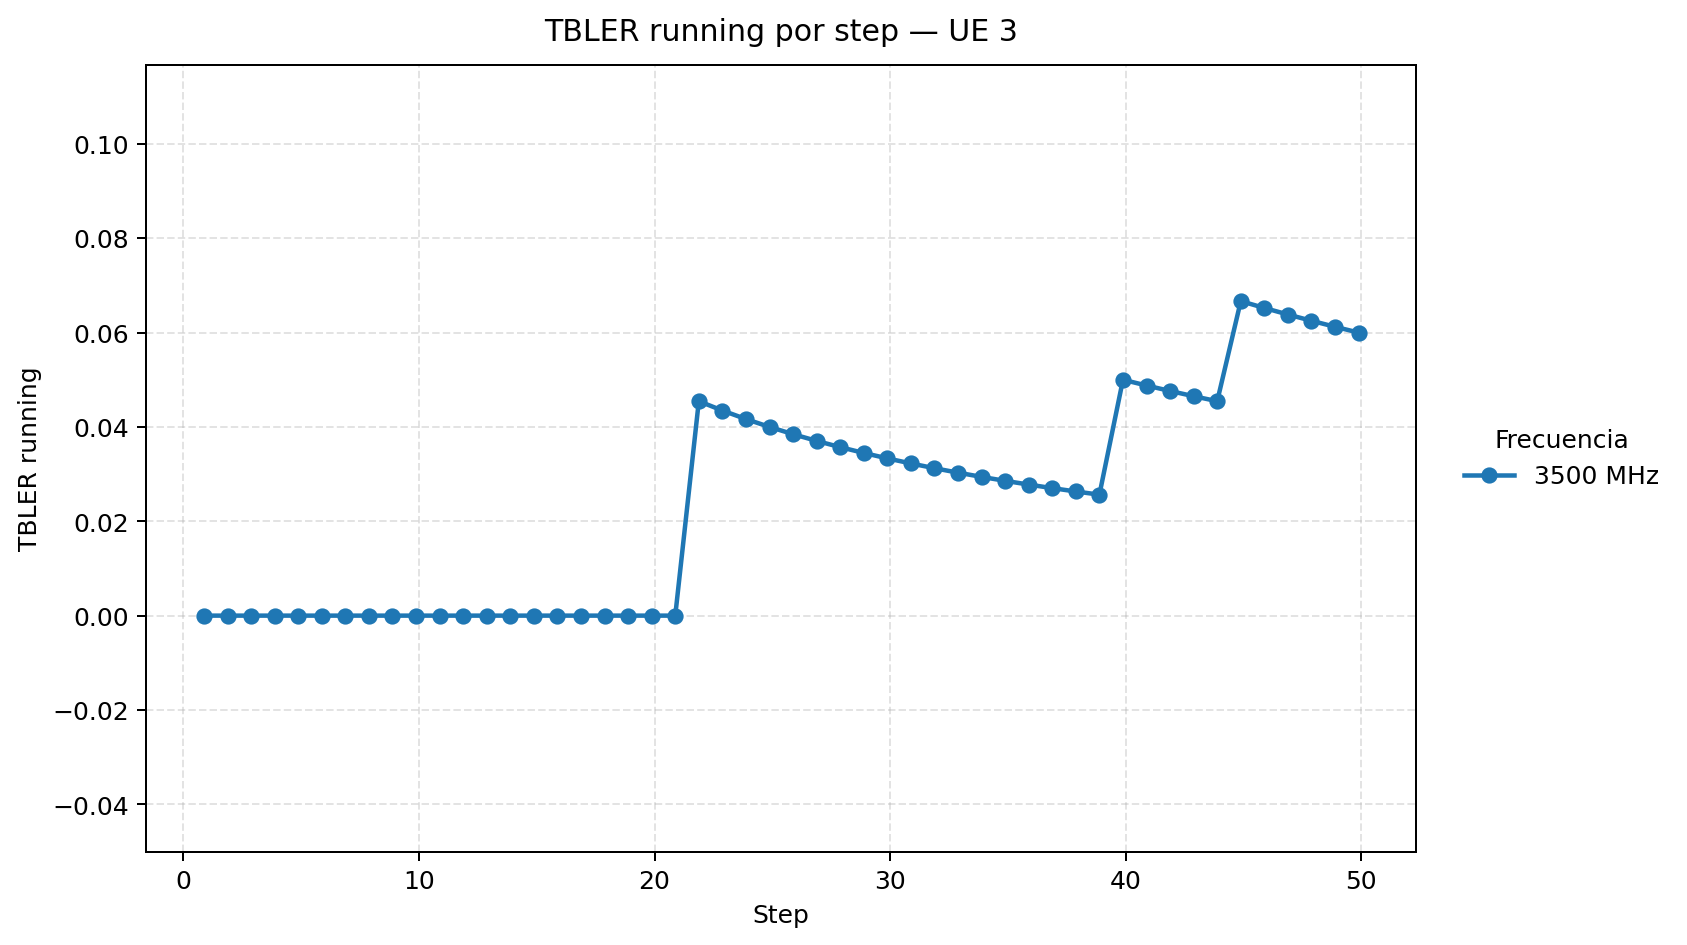 TBLER running por step — UE 3
TBLER running
0.10
0.08
0.06
0.04
0.02
0.00
−0.02
−0.04
0 10 20 30 40 50
Step
Frecuencia
3500 MHz